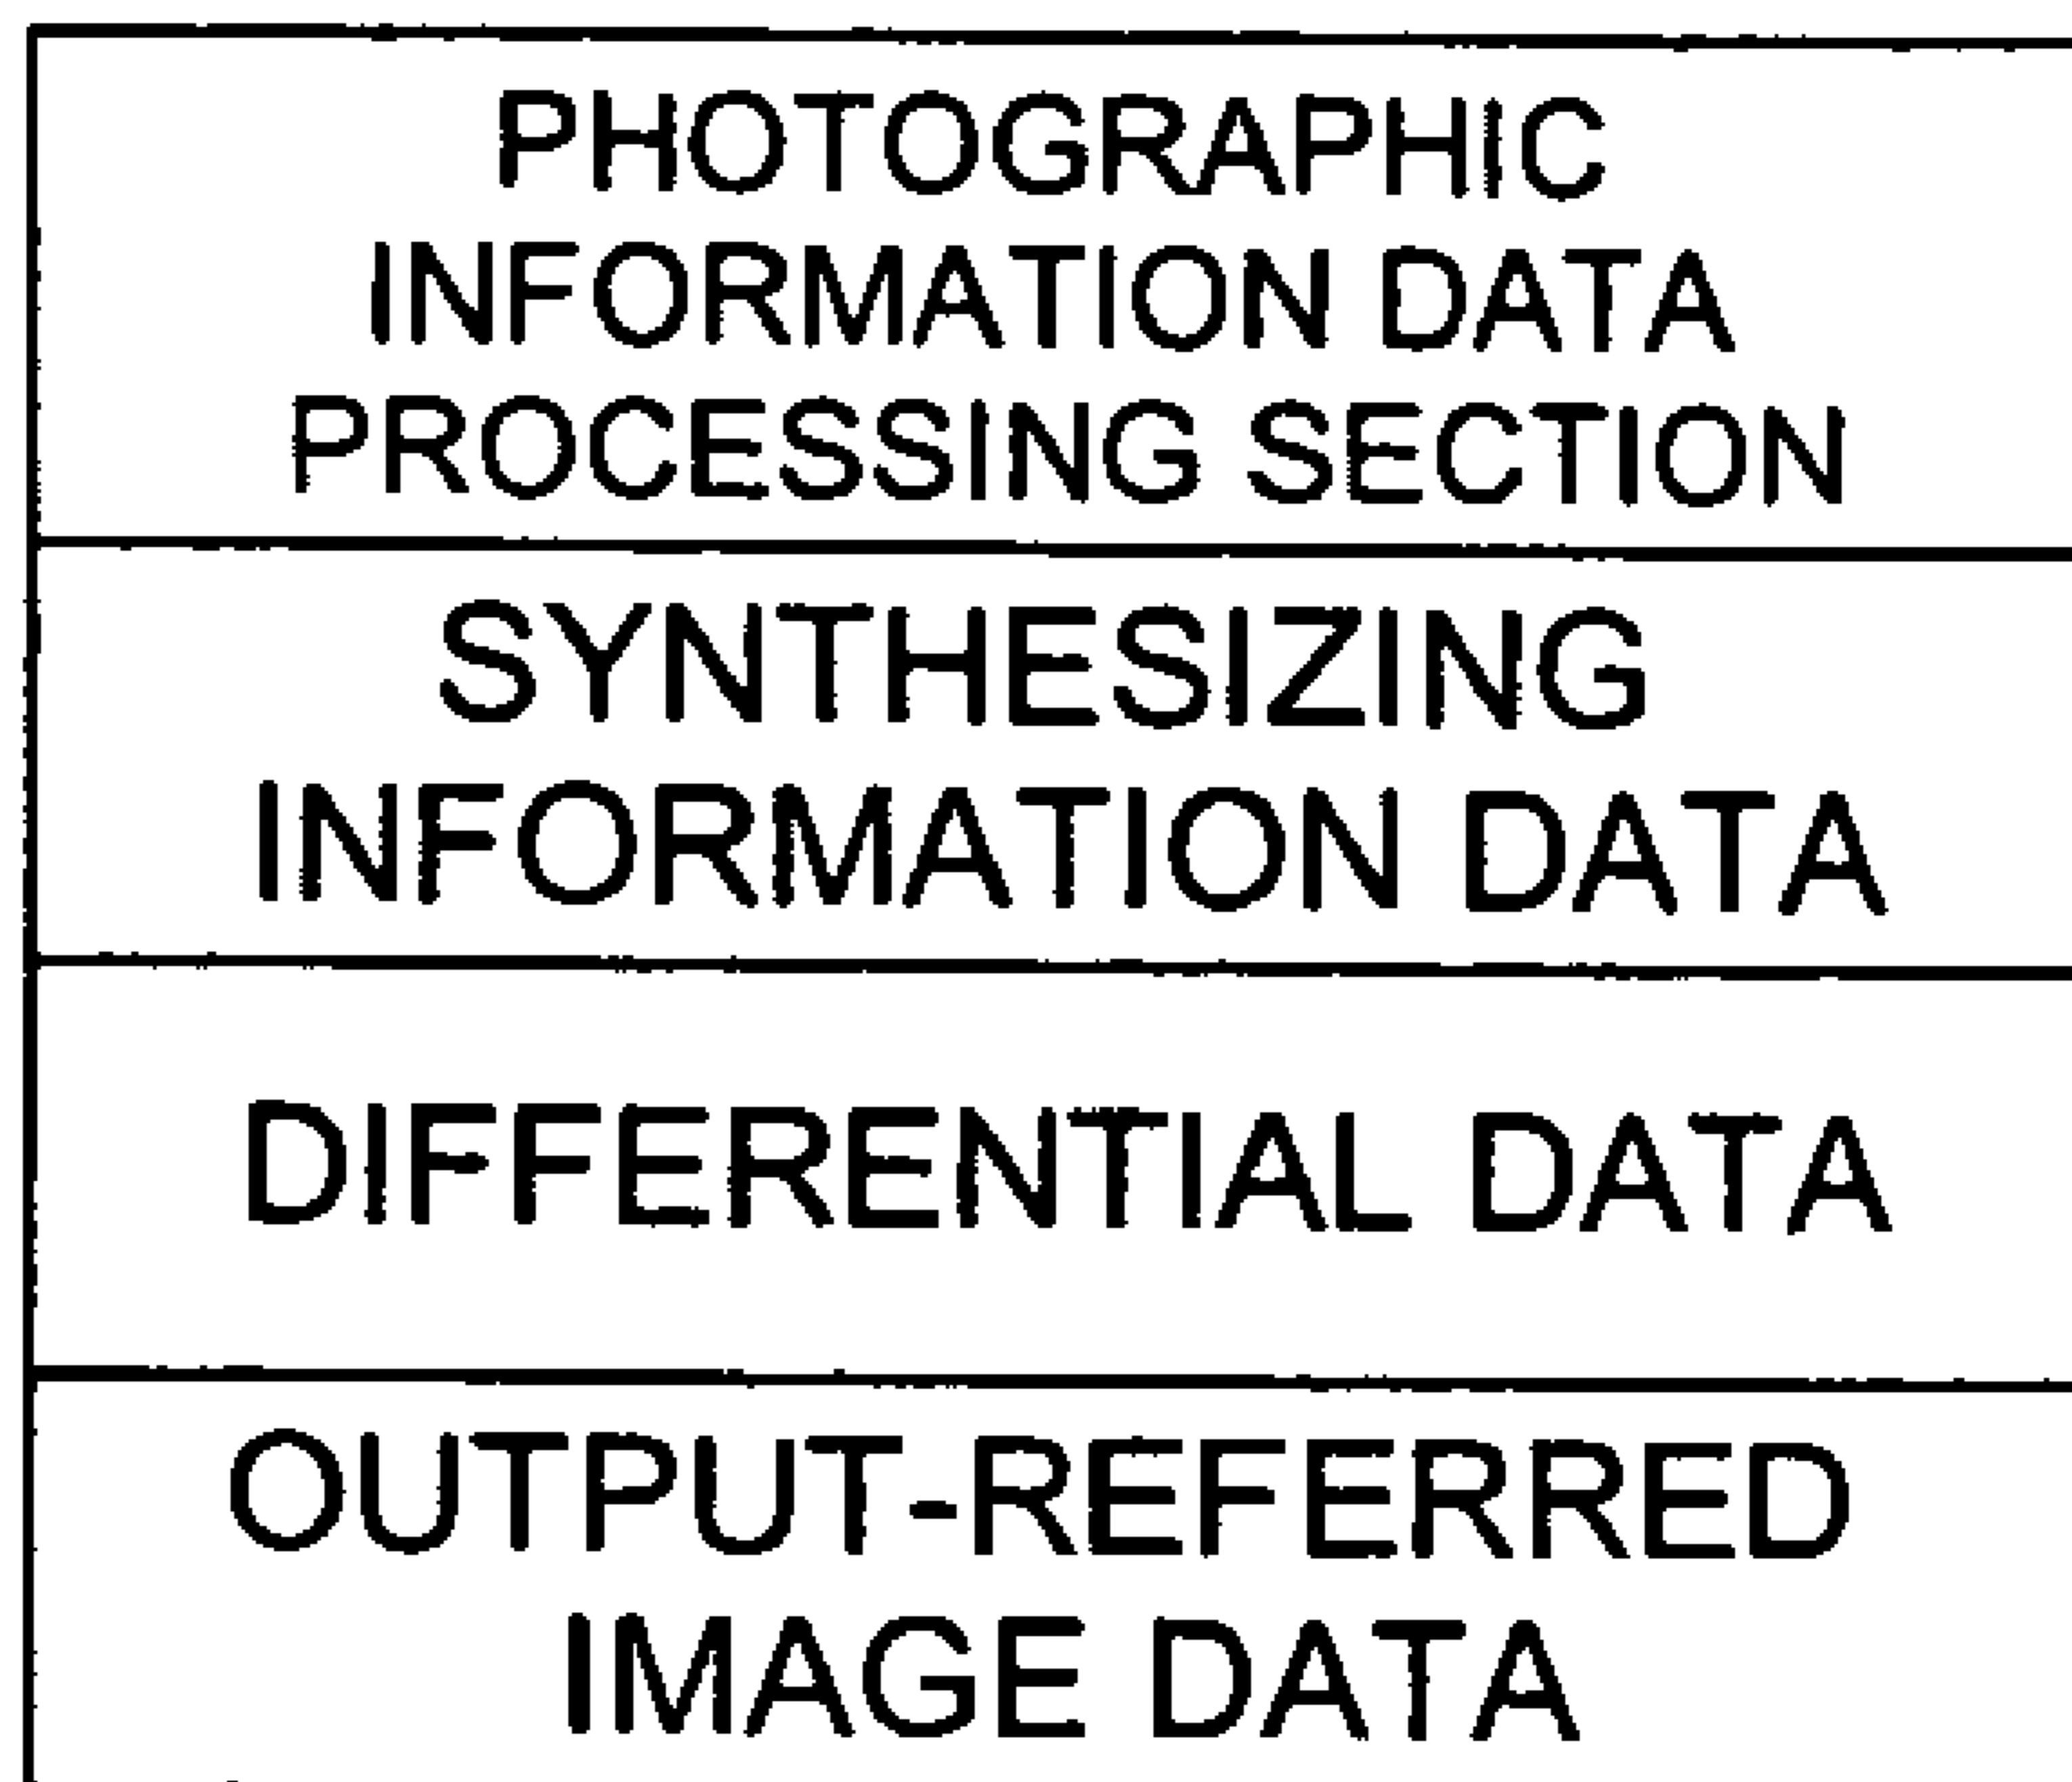 PHOTOGRAPHIC
INFORMATION DATA
PROCESSING SECTION
SYNTHESIZING
INFORMATION DATA
DIFFERENTIAL DATA
OUTPUT-REFERRED
IMAGE DATA